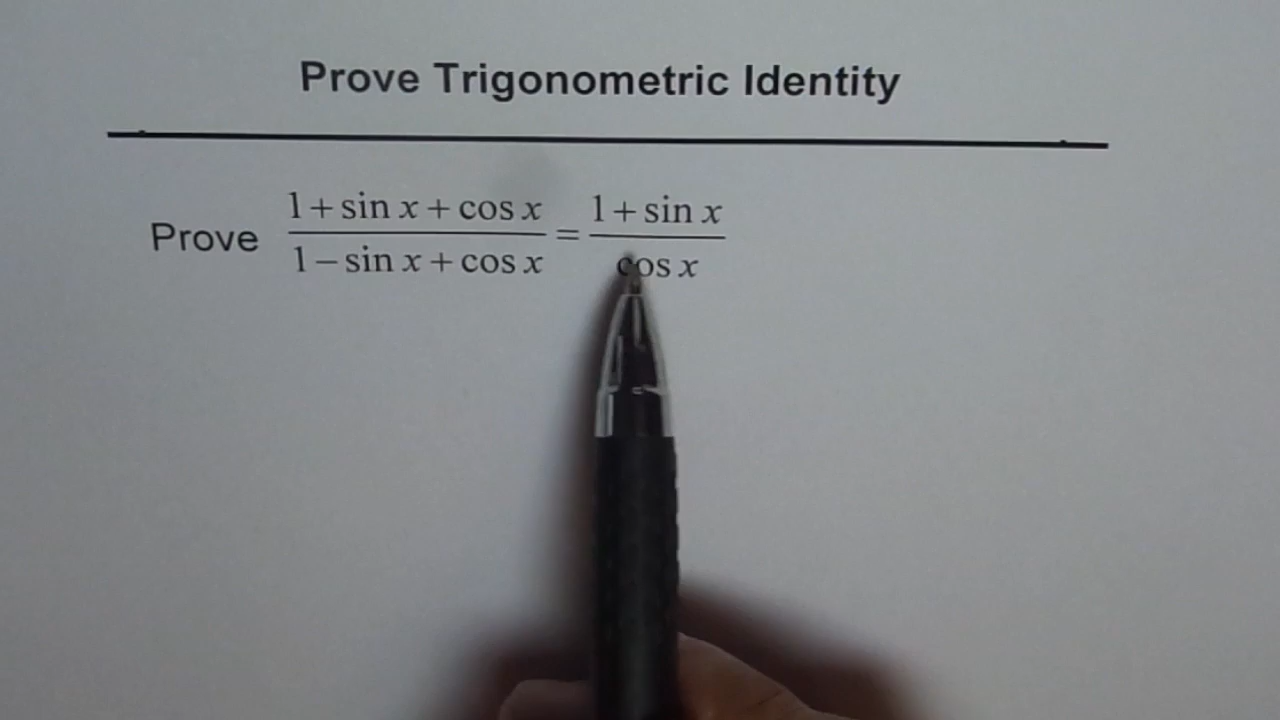 Prove Trigonometric Identity
Prove (1 + sin x + cos x)/(1 − sin x + cos x) = (1 + sin x)/(cos x)